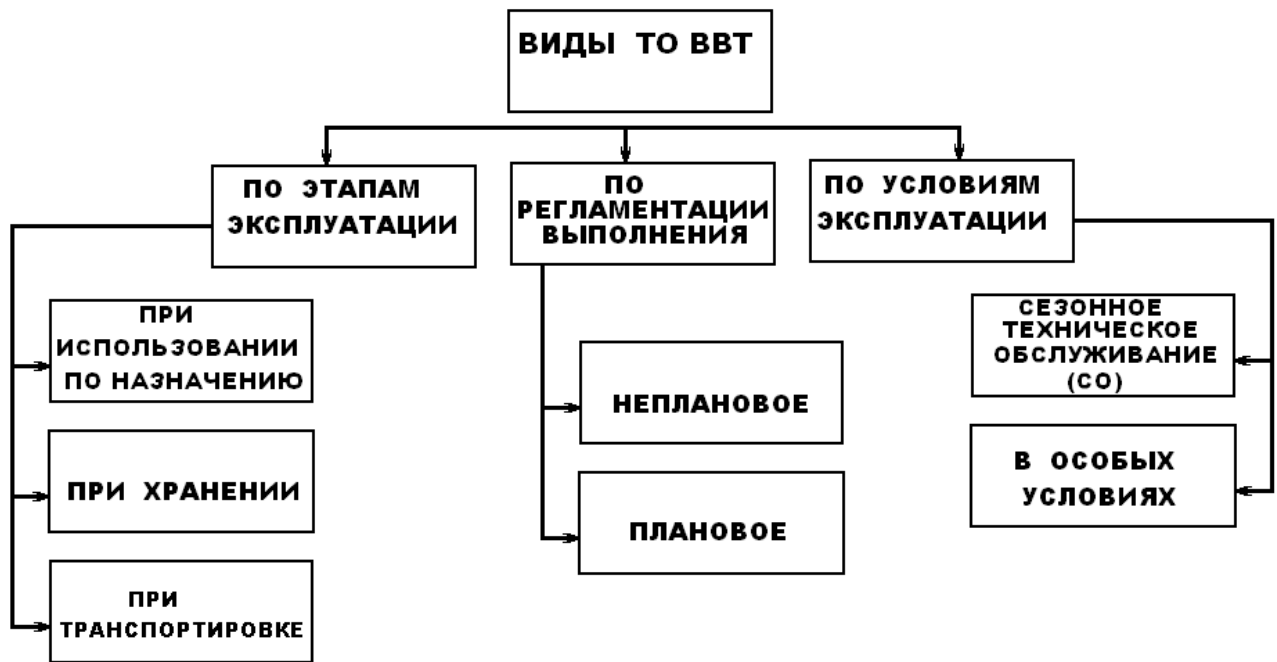 ВИДЫ ТО ВВТ
ПО ЭТАПАМ
ЭКСПЛУАТАЦИИ
ПО
РЕГЛАМЕНТАЦИИ
ВЫПОЛНЕНИЯ
ПО УСЛОВИЯМ
ЭКСПЛУАТАЦИИ
ПРИ
ИСПОЛЬЗОВАНИИ
ПО НАЗНАЧЕНИЮ
ПРИ ХРАНЕНИИ
ПРИ
ТРАНСПОРТИРОВКЕ
НЕПЛАНОВОЕ
ПЛАНОВОЕ
СЕЗОННОЕ
ТЕХНИЧЕСКОЕ
ОБСЛУЖИВАНИЕ
(СО)
В ОСОБЫХ
УСЛОВИЯХ